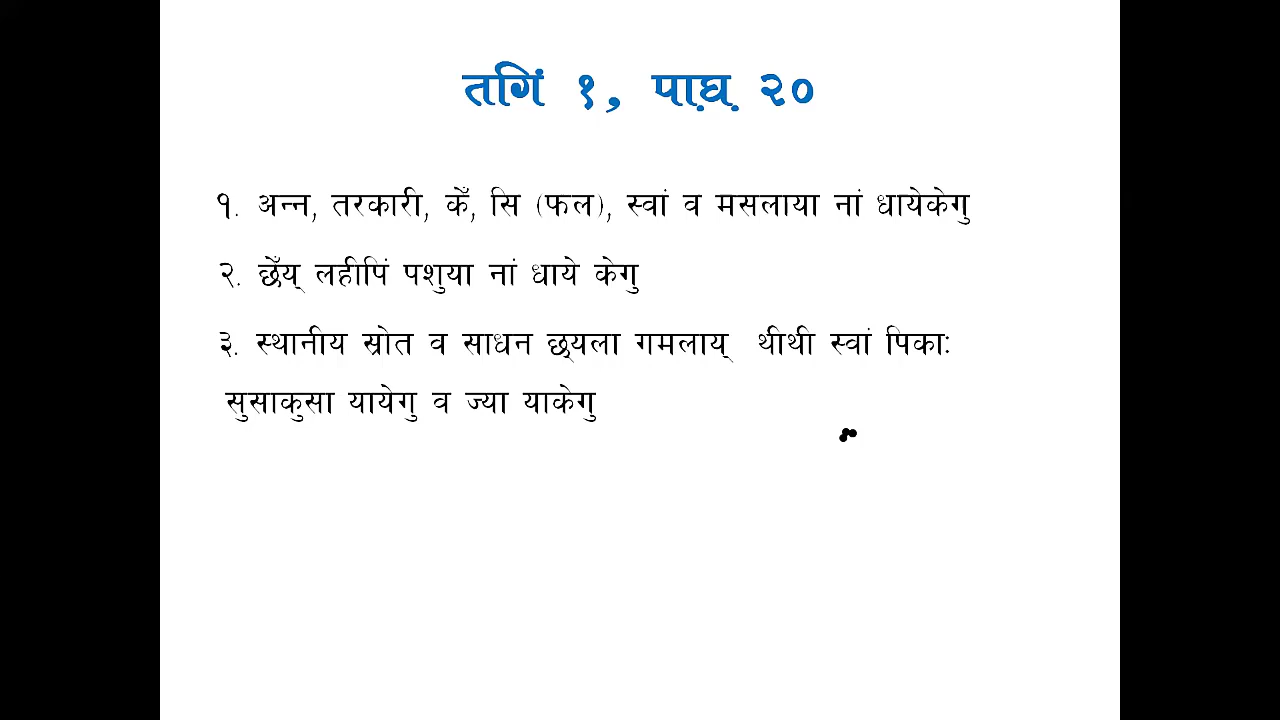 तगिं १, पाघ़ २०
१. अन्न, तरकारी, केँ, सि (फल), स्वां व मसलाया नां धायेकेगु
२. छेँय् लहीपिं पशुया नां धाये केगु
३. स्थानीय स्रोत व साधन छ्यला गमलाय् थीथी स्वां पिकाः
सुसाकुसा यायेगु व ज्या याकेगु